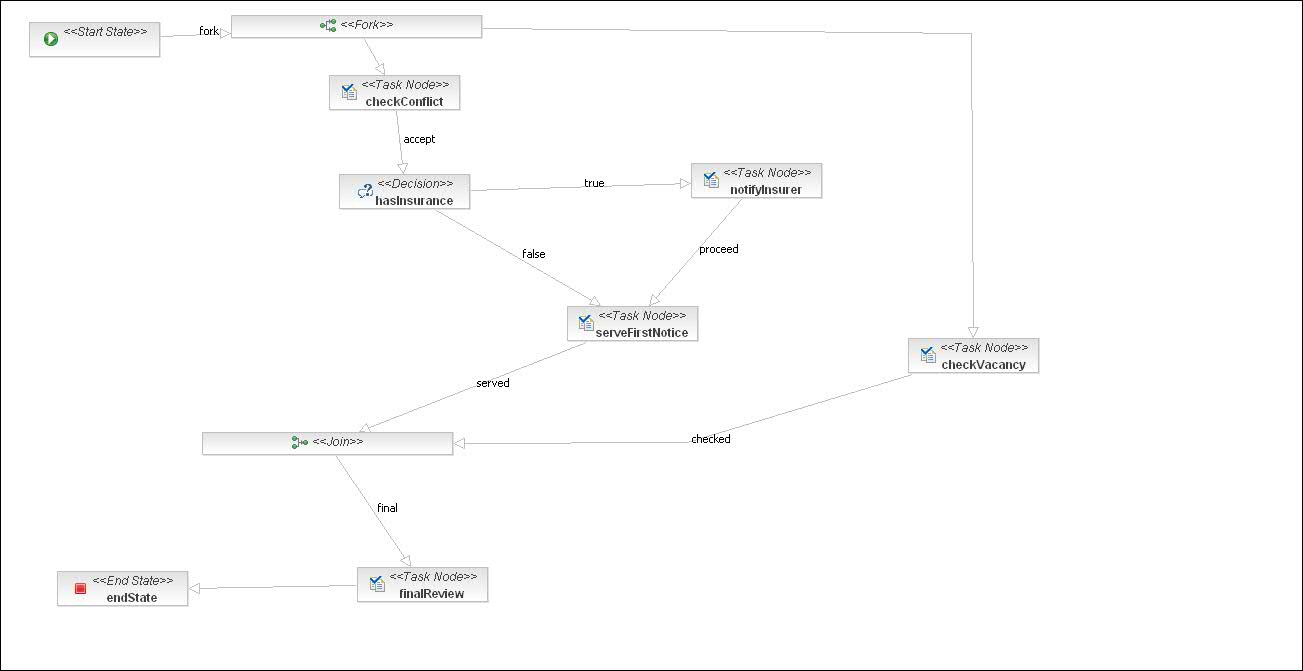 <<Start State>>
fork
<<Fork>>
<<Task Node>>
checkConflict
accept
<<Decision>>
hasInsurance
true
<<Task Node>>
notifyInsurer
false
proceed
<<Task Node>>
serveFirstNotice
<<Task Node>>
checkVacancy
served
<<Join>>
checked
final
<<End State>>
endState
<<Task Node>>
finalReview